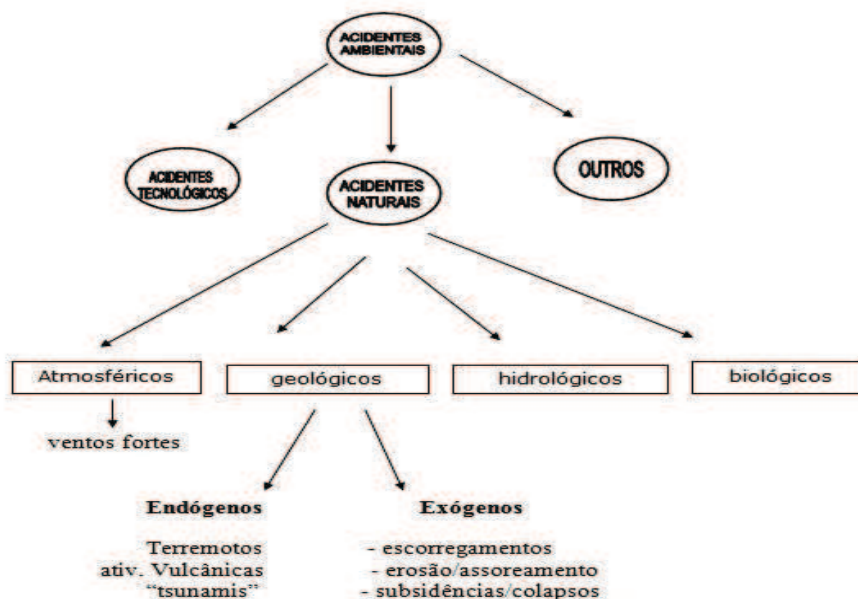 ACIDENTES
AMBIENTAIS
ACIDENTES
TECNOLÓGICOS
ACIDENTES
NATURAIS
OUTROS
Atmosféricos
geológicos
hidrológicos
biológicos
ventos fortes
Endógenos
Exógenos
Terremotos
ativ. Vulcânicas
“tsunamis”
- escorregamentos
- erosão/assoreamento
- subsidências/colapsos